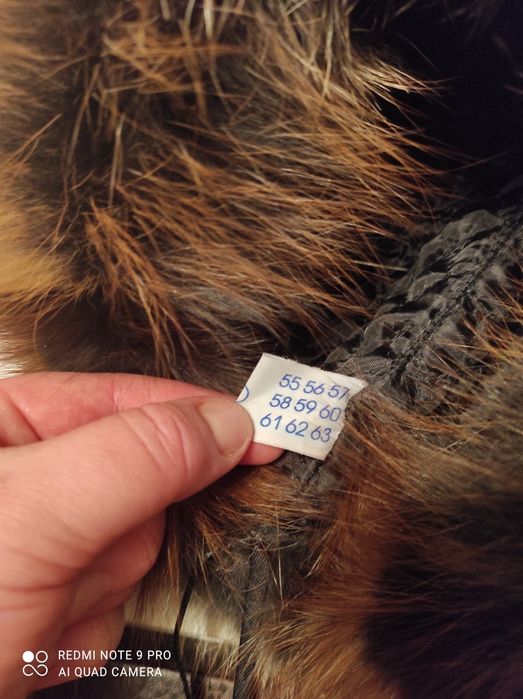 55 56 57
58 59 60
61 62 63
REDMI NOTE 9 PRO
AI QUAD CAMERA